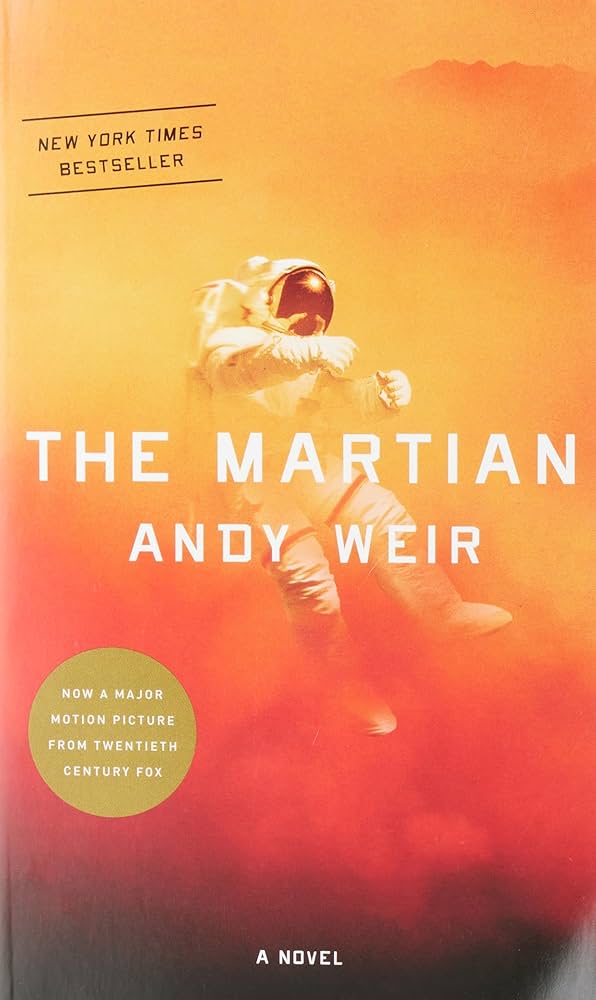 NEW YORK TIMES
BESTSELLER
THE MARTIAN
ANDY WEIR
NOW A MAJOR
MOTION PICTURE
FROM TWENTIETH
CENTURY FOX
A NOVEL